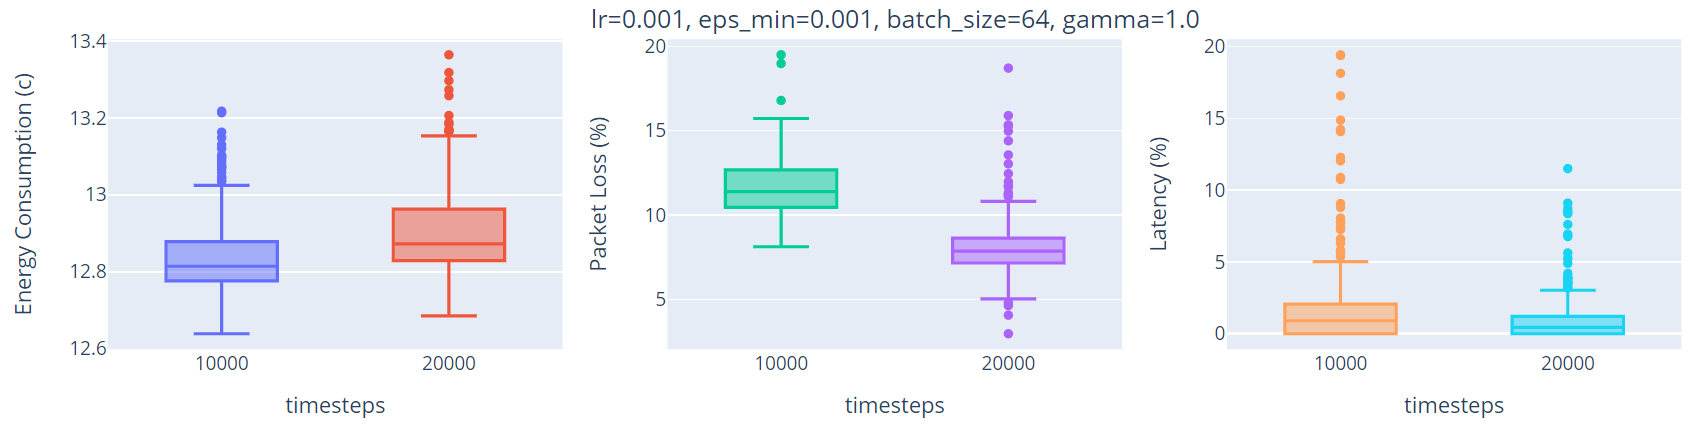 lr=0.001, eps_min=0.001, batch_size=64, gamma=1.0
Energy Consumption (c)
13.4
13.2
13
12.8
12.6
10000
20000
timesteps
Packet Loss (%)
20
15
10
5
10000
20000
timesteps
Latency (%)
20
15
10
5
0
10000
20000
timesteps